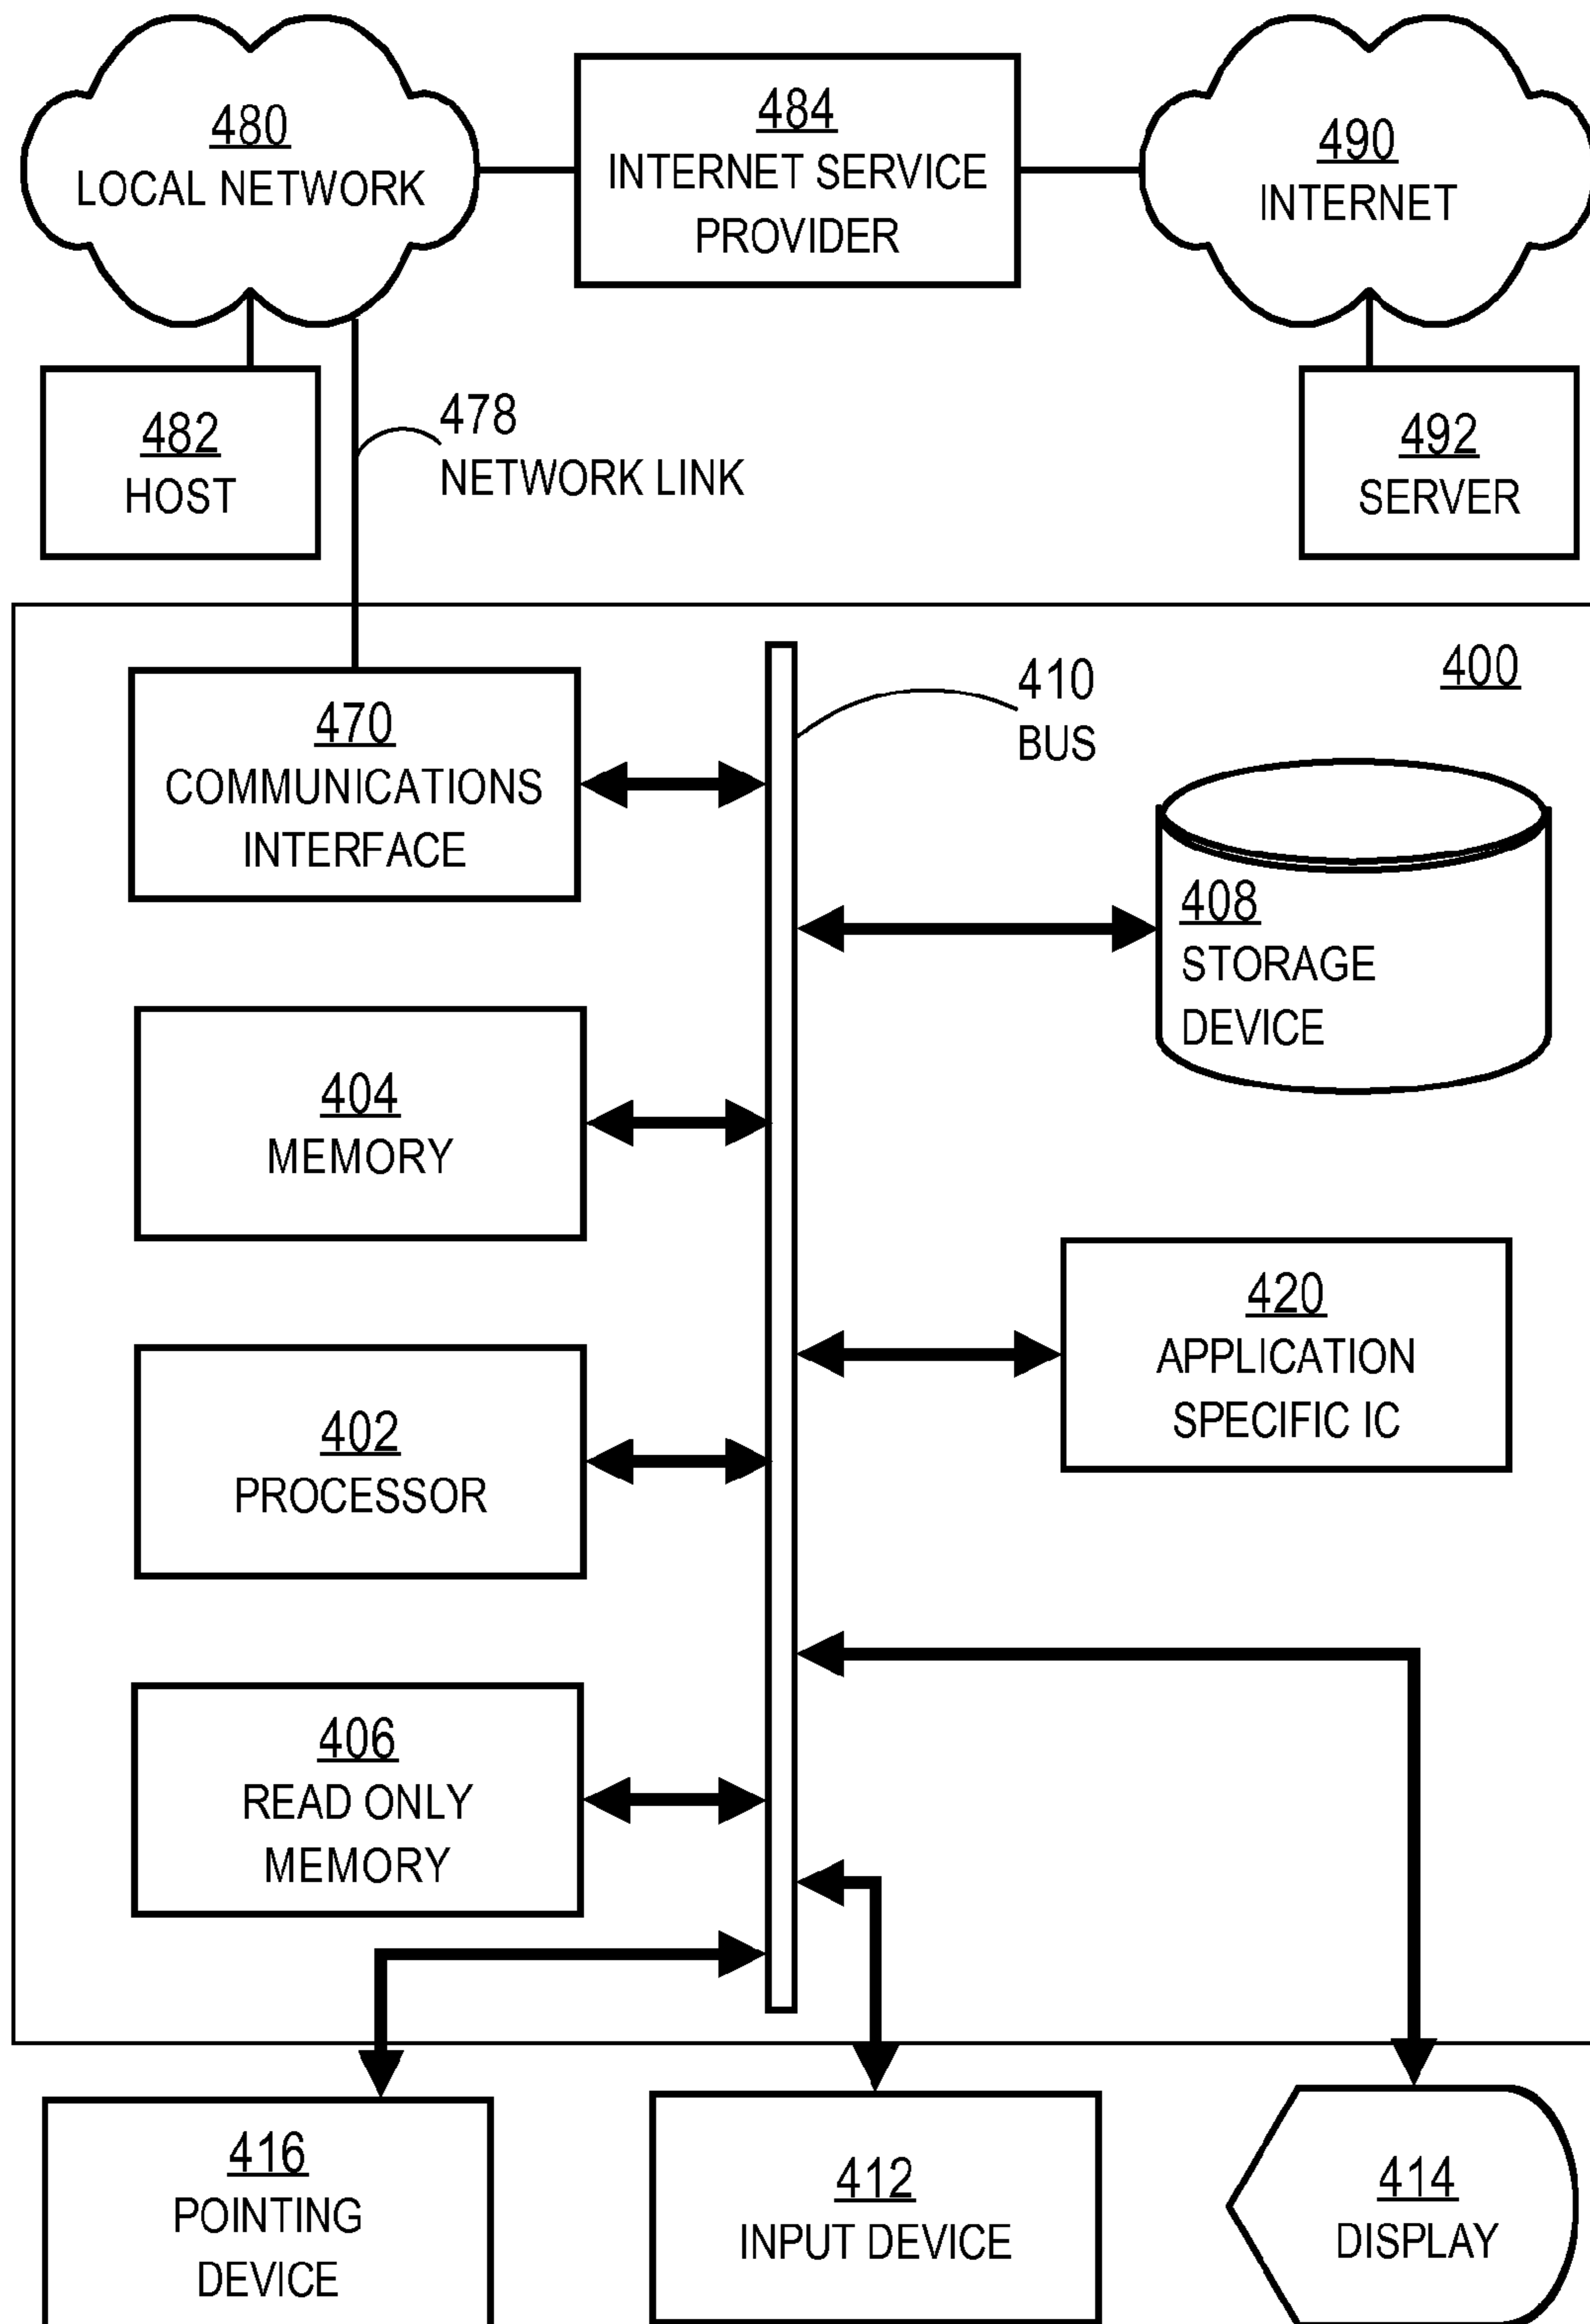 480
LOCAL NETWORK
484
INTERNET SERVICE
PROVIDER
490
INTERNET
482
HOST
478
NETWORK LINK
492
SERVER
400
470
COMMUNICATIONS
INTERFACE
410
BUS
408
STORAGE
DEVICE
404
MEMORY
420
APPLICATION
SPECIFIC IC
402
PROCESSOR
406
READ ONLY
MEMORY
416
POINTING
DEVICE
412
INPUT DEVICE
414
DISPLAY